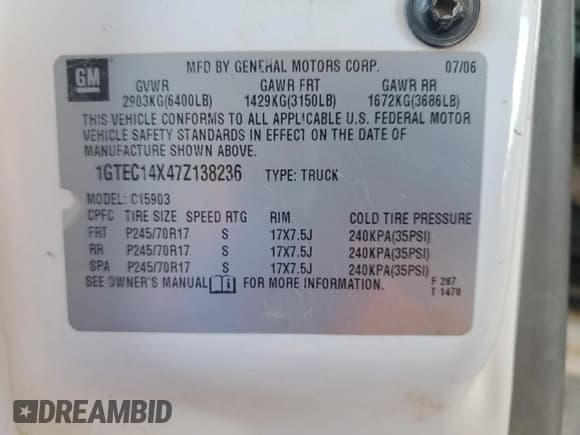 GM
MFD BY GENERAL MOTORS CORP. 07/06
GVWR GAWR FRT GAWR RR
2903KG(6400LB) 1429KG(3150LB) 1672KG(3686LB)
THIS VEHICLE CONFORMS TO ALL APPLICABLE U.S. FEDERAL MOTOR
VEHICLE SAFETY STANDARDS IN EFFECT ON THE DATE OF
MANUFACTURE SHOWN ABOVE.
1GTEC14X47Z138236 TYPE: TRUCK
MODEL: C15903
CPFC TIRE SIZE SPEED RTG RIM COLD TIRE PRESSURE
FRT P245/70R17 S 17X7.5J 240KPA(35PSI)
RR P245/70R17 S 17X7.5J 240KPA(35PSI)
SPA P245/70R17 S 17X7.5J 240KPA(35PSI)
SEE OWNER'S MANUAL i FOR MORE INFORMATION.
F 287
T 1470
DREAMBID